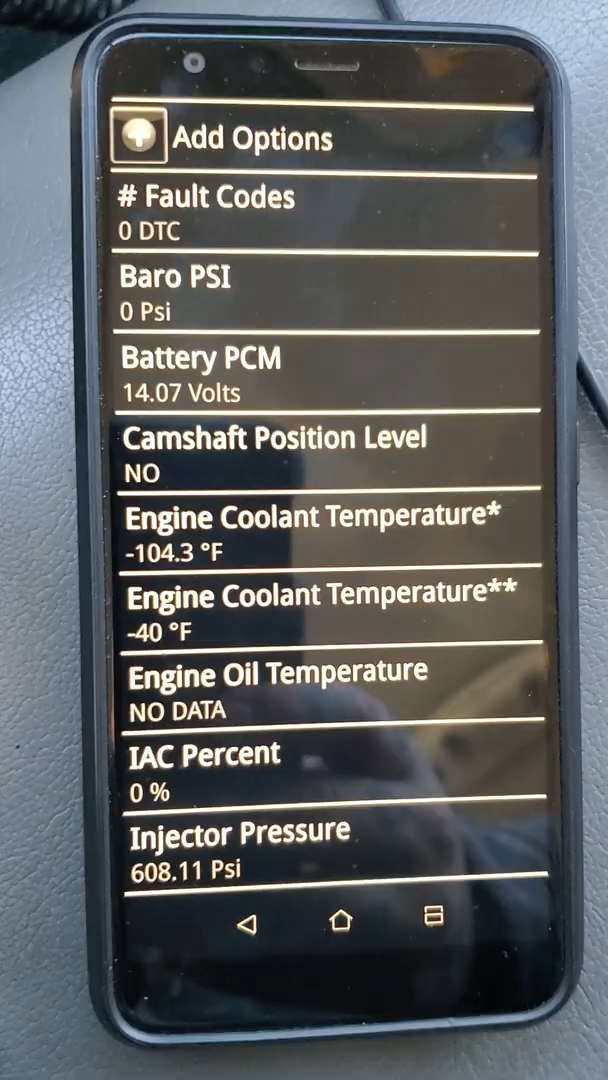 Add Options
# Fault Codes
0 DTC
Baro PSI
0 Psi
Battery PCM
14.07 Volts
Camshaft Position Level
NO
Engine Coolant Temperature*
-104.3 °F
Engine Coolant Temperature**
-40 °F
Engine Oil Temperature
NO DATA
IAC Percent
0 %
Injector Pressure
608.11 Psi